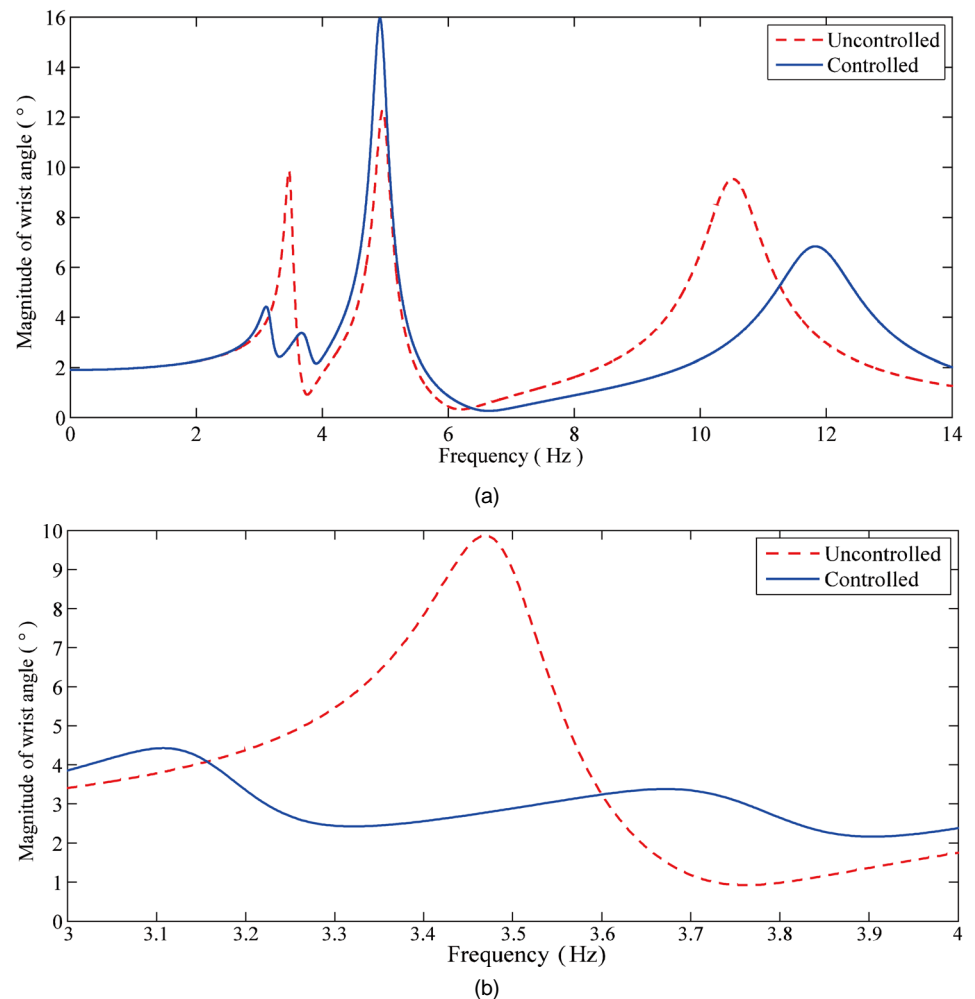 16
14
12
10
8
6
4
2
0
Magnitude of wrist angle ( ° )
Uncontrolled
Controlled
0 2 4 6 8 10 12 14
Frequency ( Hz )
(a)
10
9
8
7
6
5
4
3
2
1
0
Magnitude of wrist angle ( ° )
Uncontrolled
Controlled
3 3.1 3.2 3.3 3.4 3.5 3.6 3.7 3.8 3.9 4
Frequency (Hz)
(b)